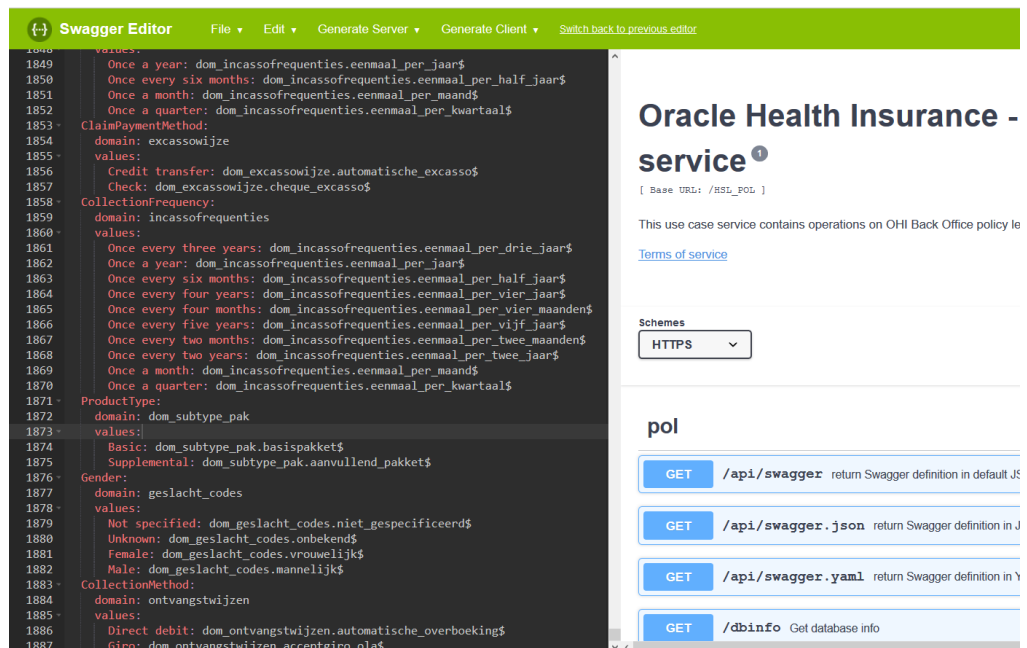 Swagger Editor File Edit Generate Server Generate Client Switch back to previous editor
1848 values:
1849 Once a year: dom_incassofrequenties.eenmaal_per_jaar$
1850 Once every six months: dom_incassofrequenties.eenmaal_per_half_jaar$
1851 Once a month: dom_incassofrequenties.eenmaal_per_maand$
1852 Once a quarter: dom_incassofrequenties.eenmaal_per_kwartaal$
1853 ClaimPaymentMethod:
1854 domain: excassowijze
1855 values:
1856 Credit transfer: dom_excassowijze.automatische_excasso$
1857 Check: dom_excassowijze.cheque_excasso$
1858 CollectionFrequency:
1859 domain: incassofrequenties
1860 values:
1861 Once every three years: dom_incassofrequenties.eenmaal_per_drie_jaar$
1862 Once a year: dom_incassofrequenties.eenmaal_per_jaar$
1863 Once every six months: dom_incassofrequenties.eenmaal_per_half_jaar$
1864 Once every four years: dom_incassofrequenties.eenmaal_per_vier_jaar$
1865 Once every four months: dom_incassofrequenties.eenmaal_per_vier_maanden$
1866 Once every five years: dom_incassofrequenties.eenmaal_per_vijf_jaar$
1867 Once every two months: dom_incassofrequenties.eenmaal_per_twee_maanden$
1868 Once every two years: dom_incassofrequenties.eenmaal_per_twee_jaar$
1869 Once a month: dom_incassofrequenties.eenmaal_per_maand$
1870 Once a quarter: dom_incassofrequenties.eenmaal_per_kwartaal$
1871 ProductType:
1872 domain: dom_subtype_pak
1873 values:
1874 Basic: dom_subtype_pak.basispakket$
1875 Supplemental: dom_subtype_pak.aanvullend_pakket$
1876 Gender:
1877 domain: geslacht_codes
1878 values:
1879 Not specified: dom_geslacht_codes.niet_gespecificeerd$
1880 Unknown: dom_geslacht_codes.onbekend$
1881 Female: dom_geslacht_codes.vrouwelijk$
1882 Male: dom_geslacht_codes.mannelijk$
1883 CollectionMethod:
1884 domain: ontvangstwijzen
1885 values:
1886 Direct debit: dom_ontvangstwijzen.automatische_overboeking$
1887 Giro: dom_ontvangstwijzen.accentgiro_ola$
Oracle Health Insurance -
service 1
[ Base URL: /HSL_POL ]
This use case service contains operations on OHI Back Office policy le
Terms of service
Schemes
HTTPS
pol
GET /api/swagger return Swagger definition in default JS
GET /api/swagger.json return Swagger definition in J
GET /api/swagger.yaml return Swagger definition in Y
GET /dbinfo Get database info